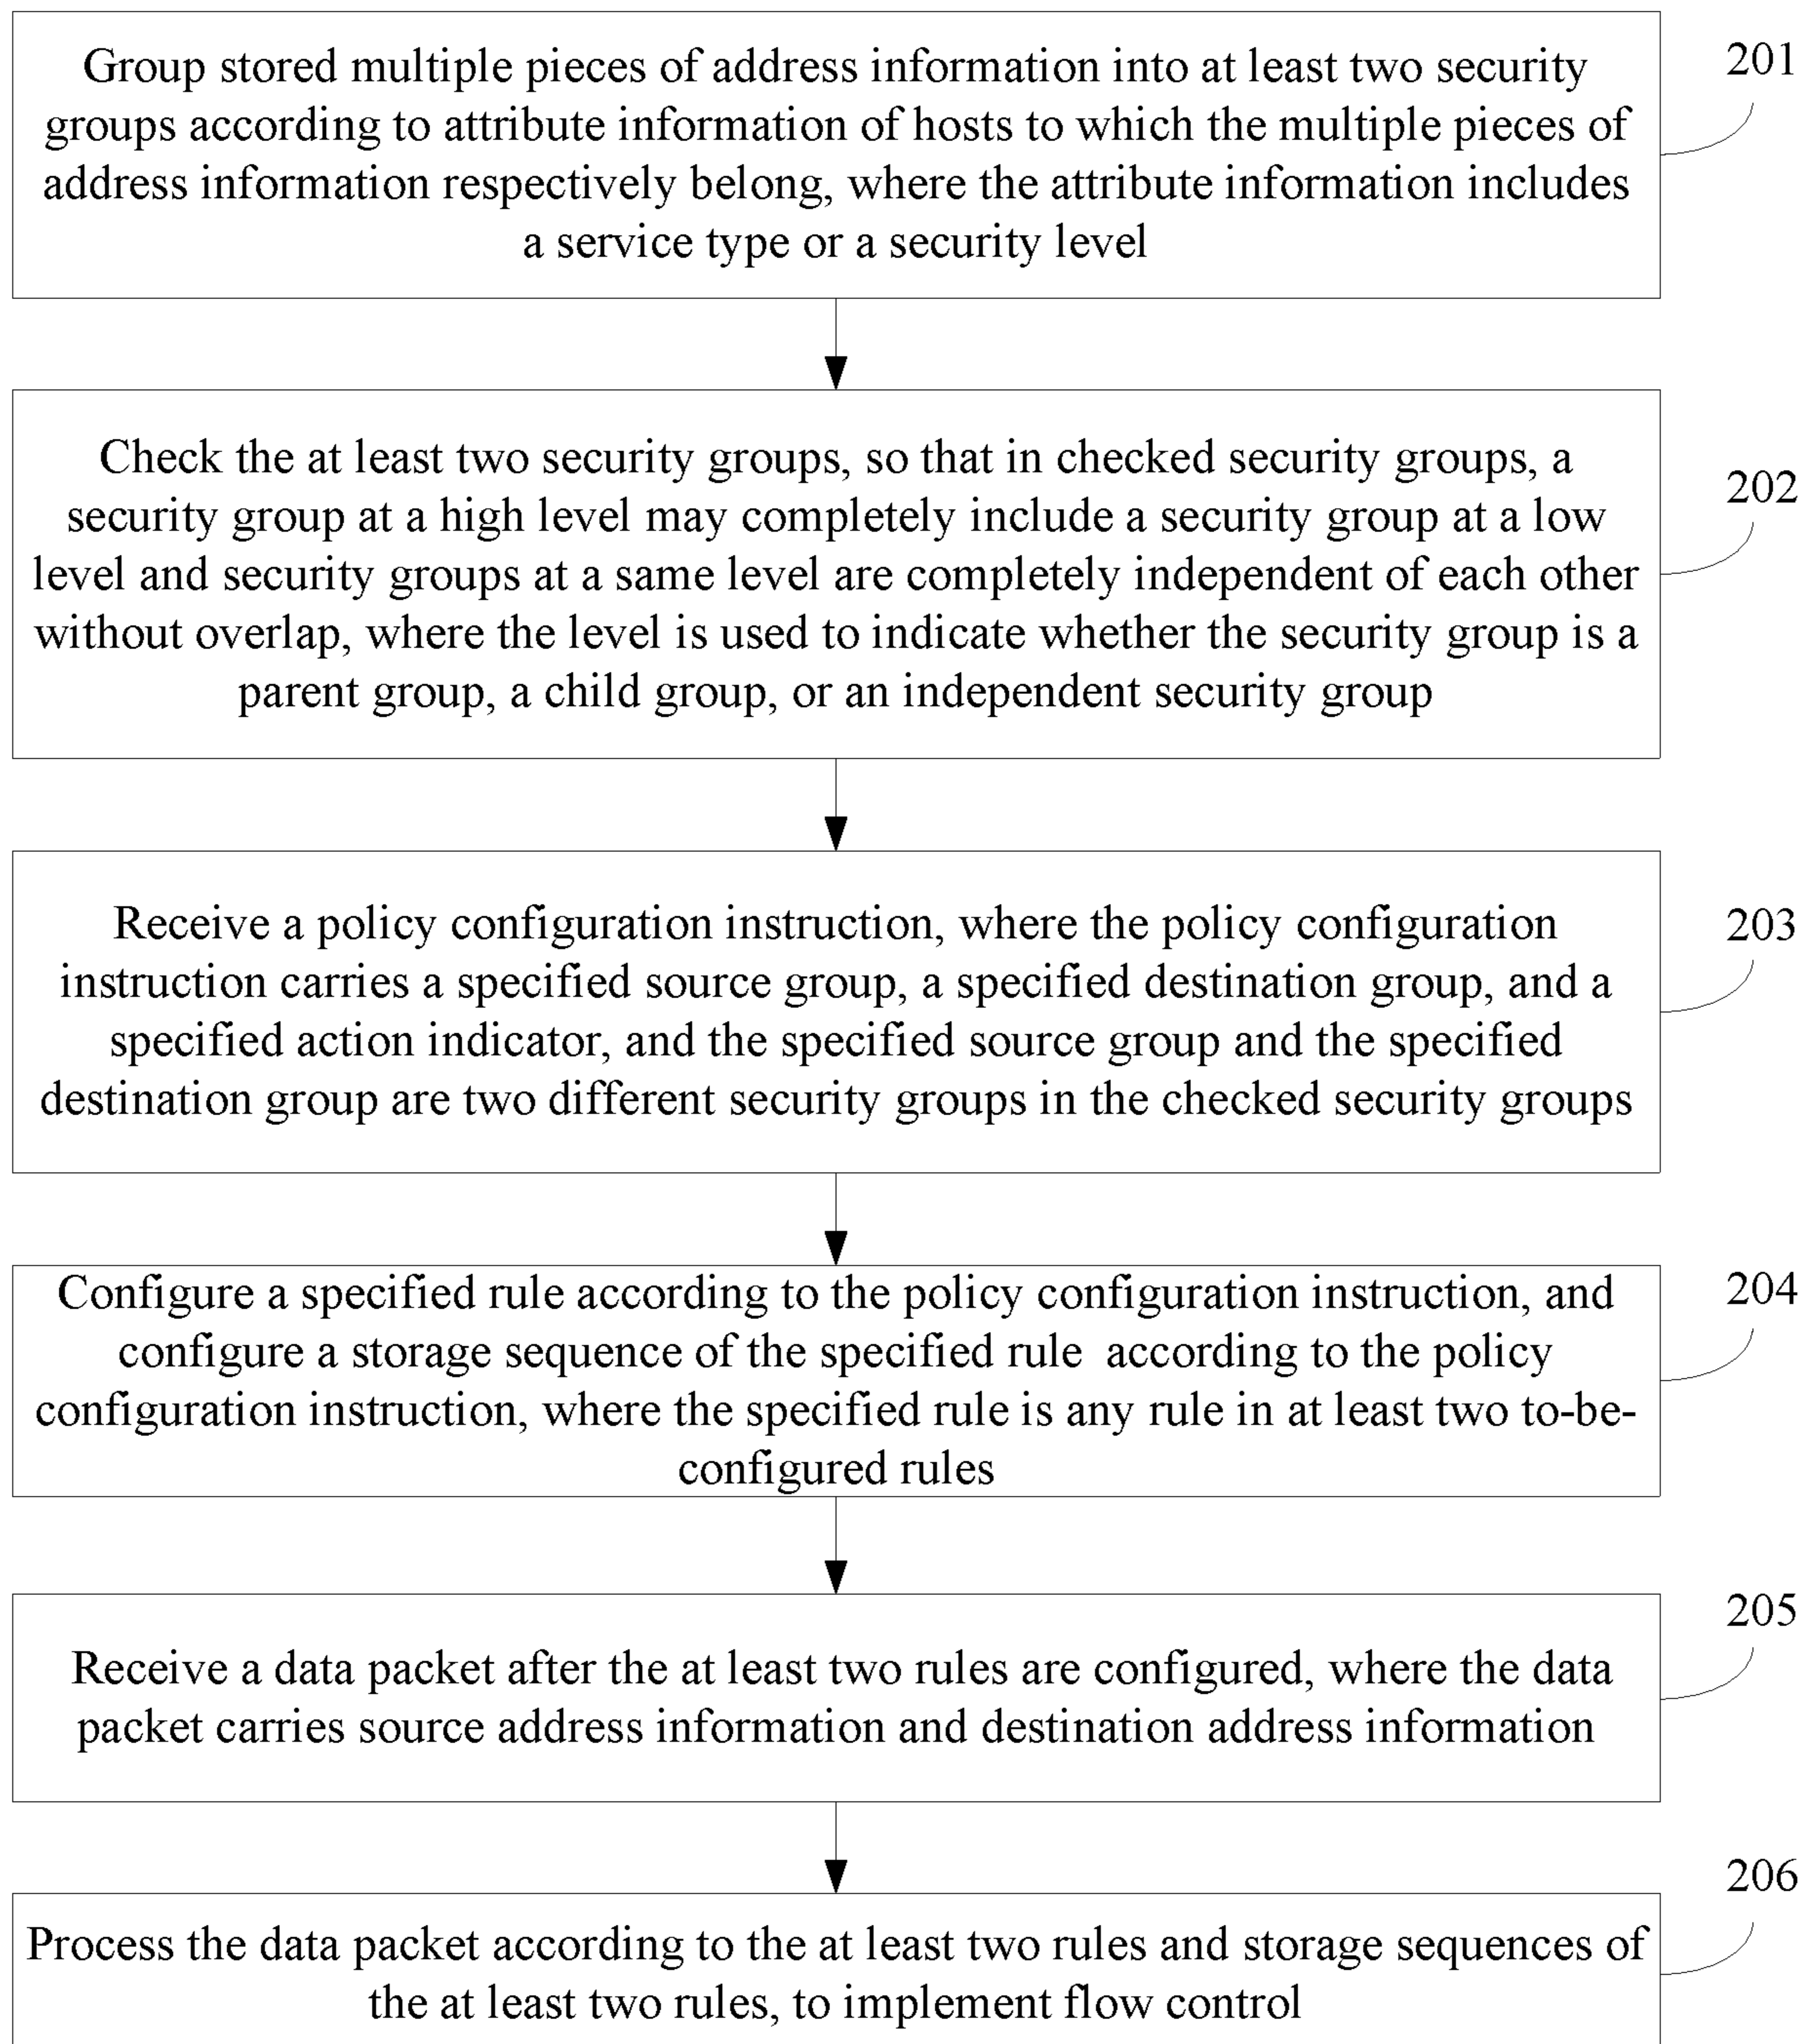 Group stored multiple pieces of address information into at least two security
groups according to attribute information of hosts to which the multiple pieces of
address information respectively belong, where the attribute information includes
a service type or a security level
201
Check the at least two security groups, so that in checked security groups, a
security group at a high level may completely include a security group at a low
level and security groups at a same level are completely independent of each other
without overlap, where the level is used to indicate whether the security group is a
parent group, a child group, or an independent security group
202
Receive a policy configuration instruction, where the policy configuration
instruction carries a specified source group, a specified destination group, and a
specified action indicator, and the specified source group and the specified
destination group are two different security groups in the checked security groups
203
Configure a specified rule according to the policy configuration instruction, and
configure a storage sequence of the specified rule according to the policy
configuration instruction, where the specified rule is any rule in at least two to-be-
configured rules
204
Receive a data packet after the at least two rules are configured, where the data
packet carries source address information and destination address information
205
Process the data packet according to the at least two rules and storage sequences of
the at least two rules, to implement flow control
206